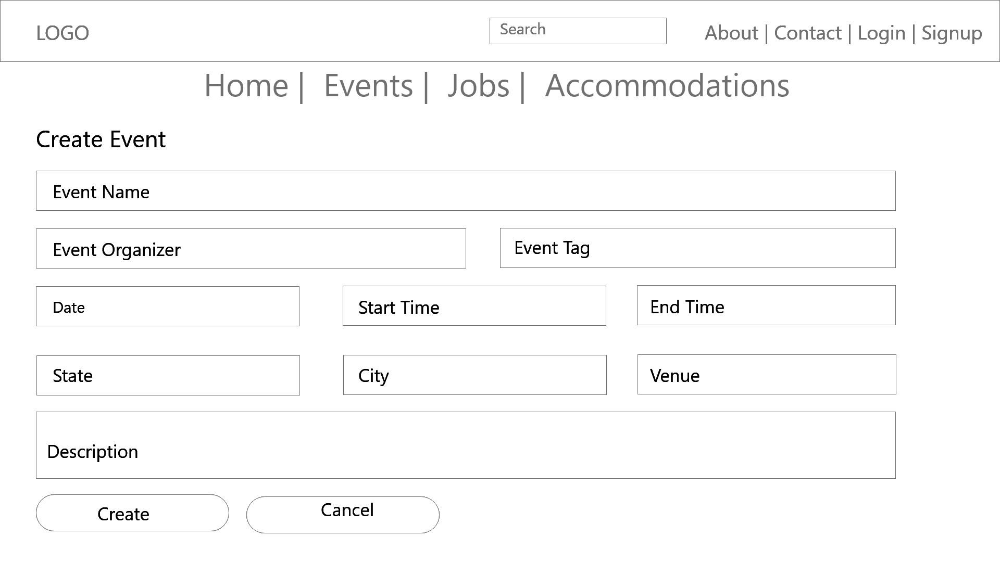 LOGO Search About | Contact | Login | Signup
Home | Events | Jobs | Accommodations
Create Event
Event Name
Event Organizer Event Tag
Date Start Time End Time
State City Venue
Description
Create Cancel